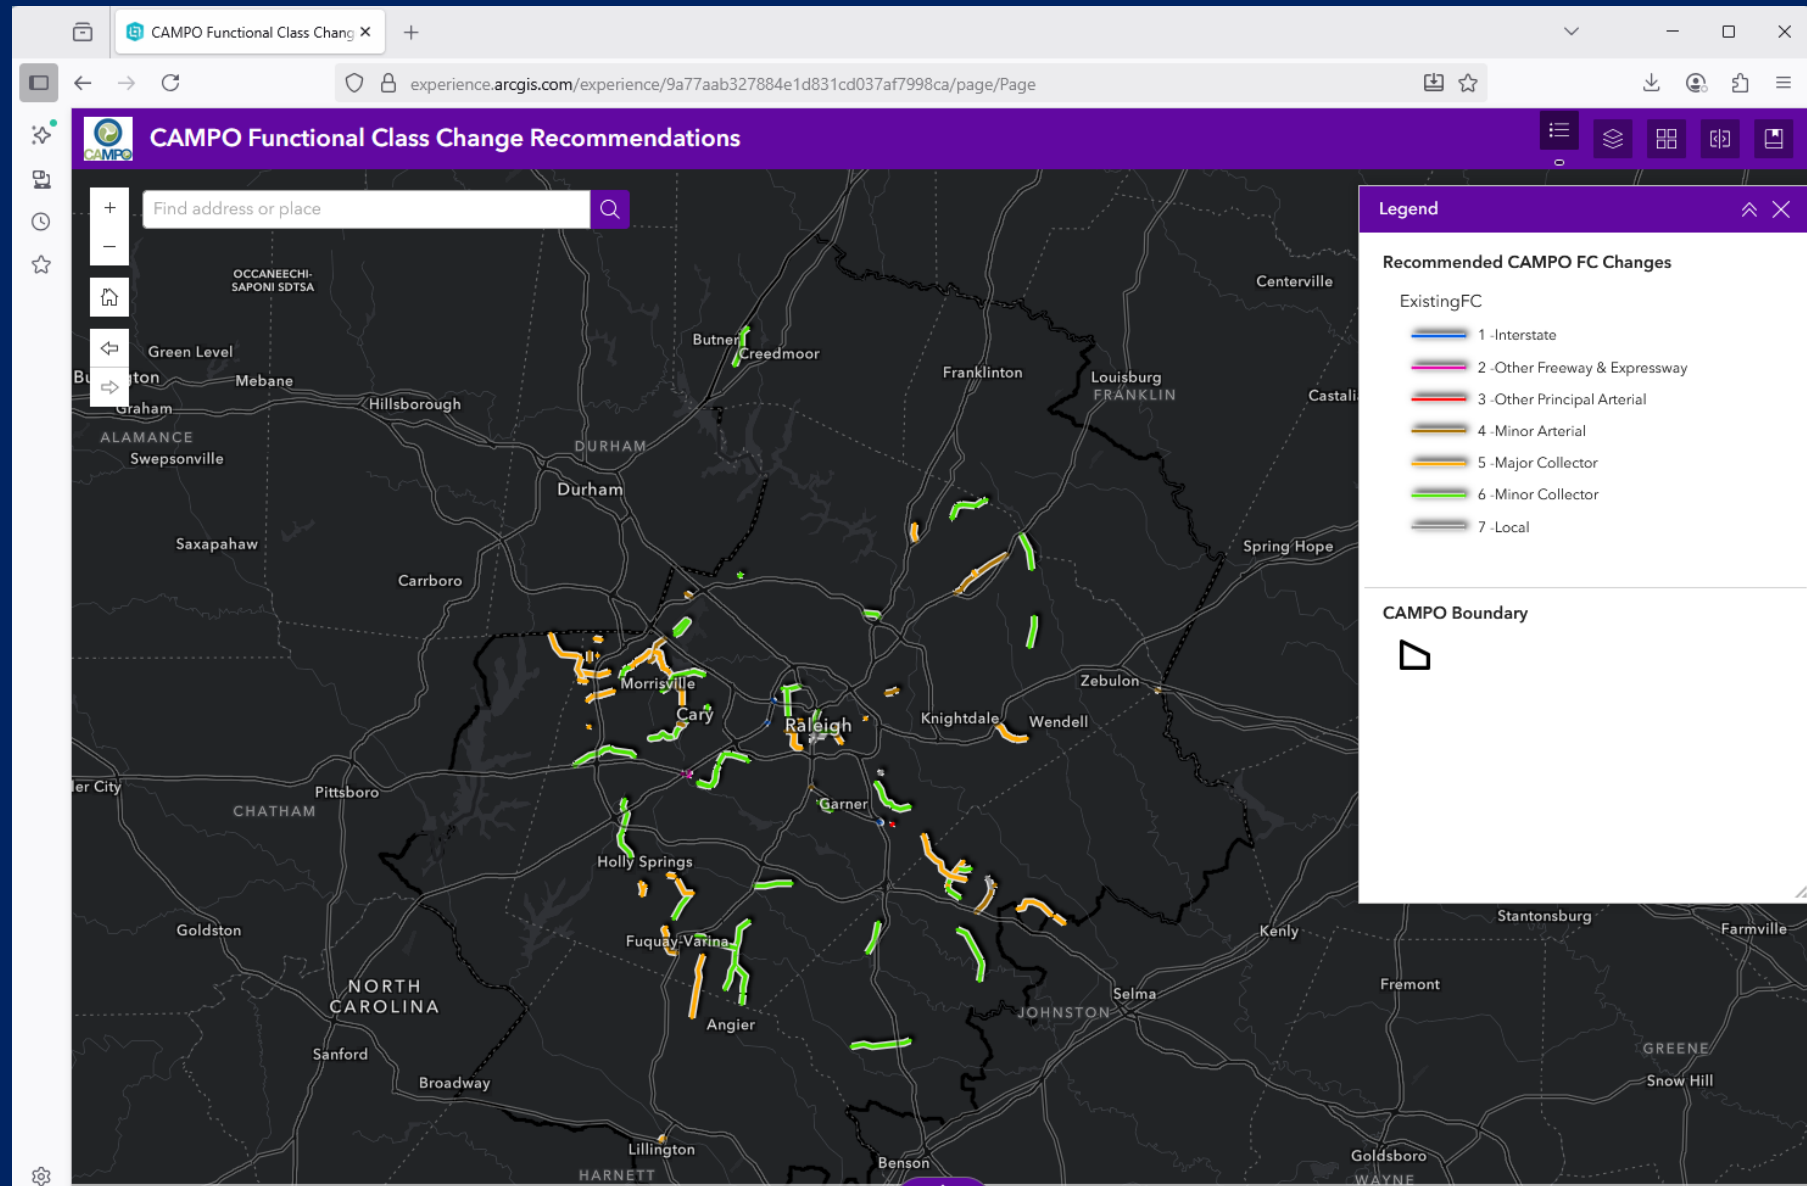 CAMPO Functional Class Chang
experience.arcgis.com/experience/9a77aab327884e1d831cd037af7998ca/page/Page
CAMPO
CAMPO Functional Class Change Recommendations
Find address or place
Legend
Recommended CAMPO FC Changes
ExistingFC
1 -Interstate
2 -Other Freeway & Expressway
3 -Other Principal Arterial
4 -Minor Arterial
5 -Major Collector
6 -Minor Collector
7 -Local
CAMPO Boundary
OCCANEECHI-
SAPONI SDTSA
Centerville
Butner
Creedmoor
Green Level
Franklinton
Louisburg
FRANKLIN
Mebane
Castali
Hillsborough
Graham
ALAMANCE
DURHAM
Swepsonville
Durham
Saxapahaw
Spring Hope
Carrboro
Morrisville
Zebulon
Cary
Raleigh
Knightdale
Wendell
ler City
Pittsboro
CHATHAM
Garner
Holly Springs
Goldston
Fuquay-Varina
Kenly
Stantonsburg
Farmville
NORTH
CAROLINA
Fremont
Selma
JOHNSTON
Angier
Sanford
GREENE
Broadway
Snow Hill
Lillington
Benson
Goldsboro
HARNETT
WAYNE